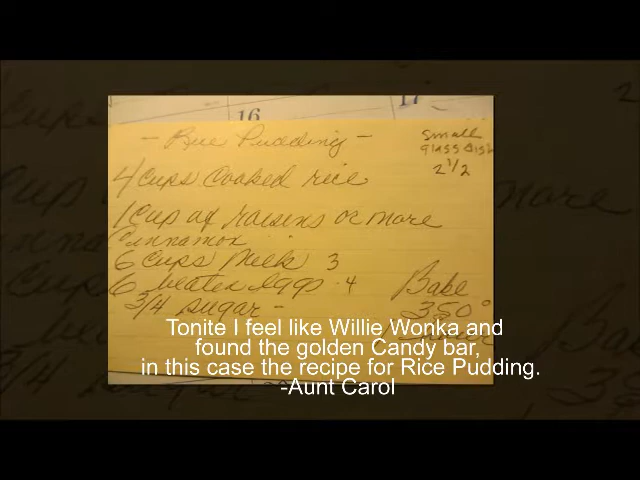 16
17
- Rice Pudding -
small
glass dish
2 1/2
4 cups cooked rice
1 Cup of raisins or more
Cinnamon
6 cups Milk 3
6 beaten eggs - 4
3/4 sugar -
Bake
350°
Tonite I feel like Willie Wonka and
found the golden Candy bar,
in this case the recipe for Rice Pudding.
-Aunt Carol